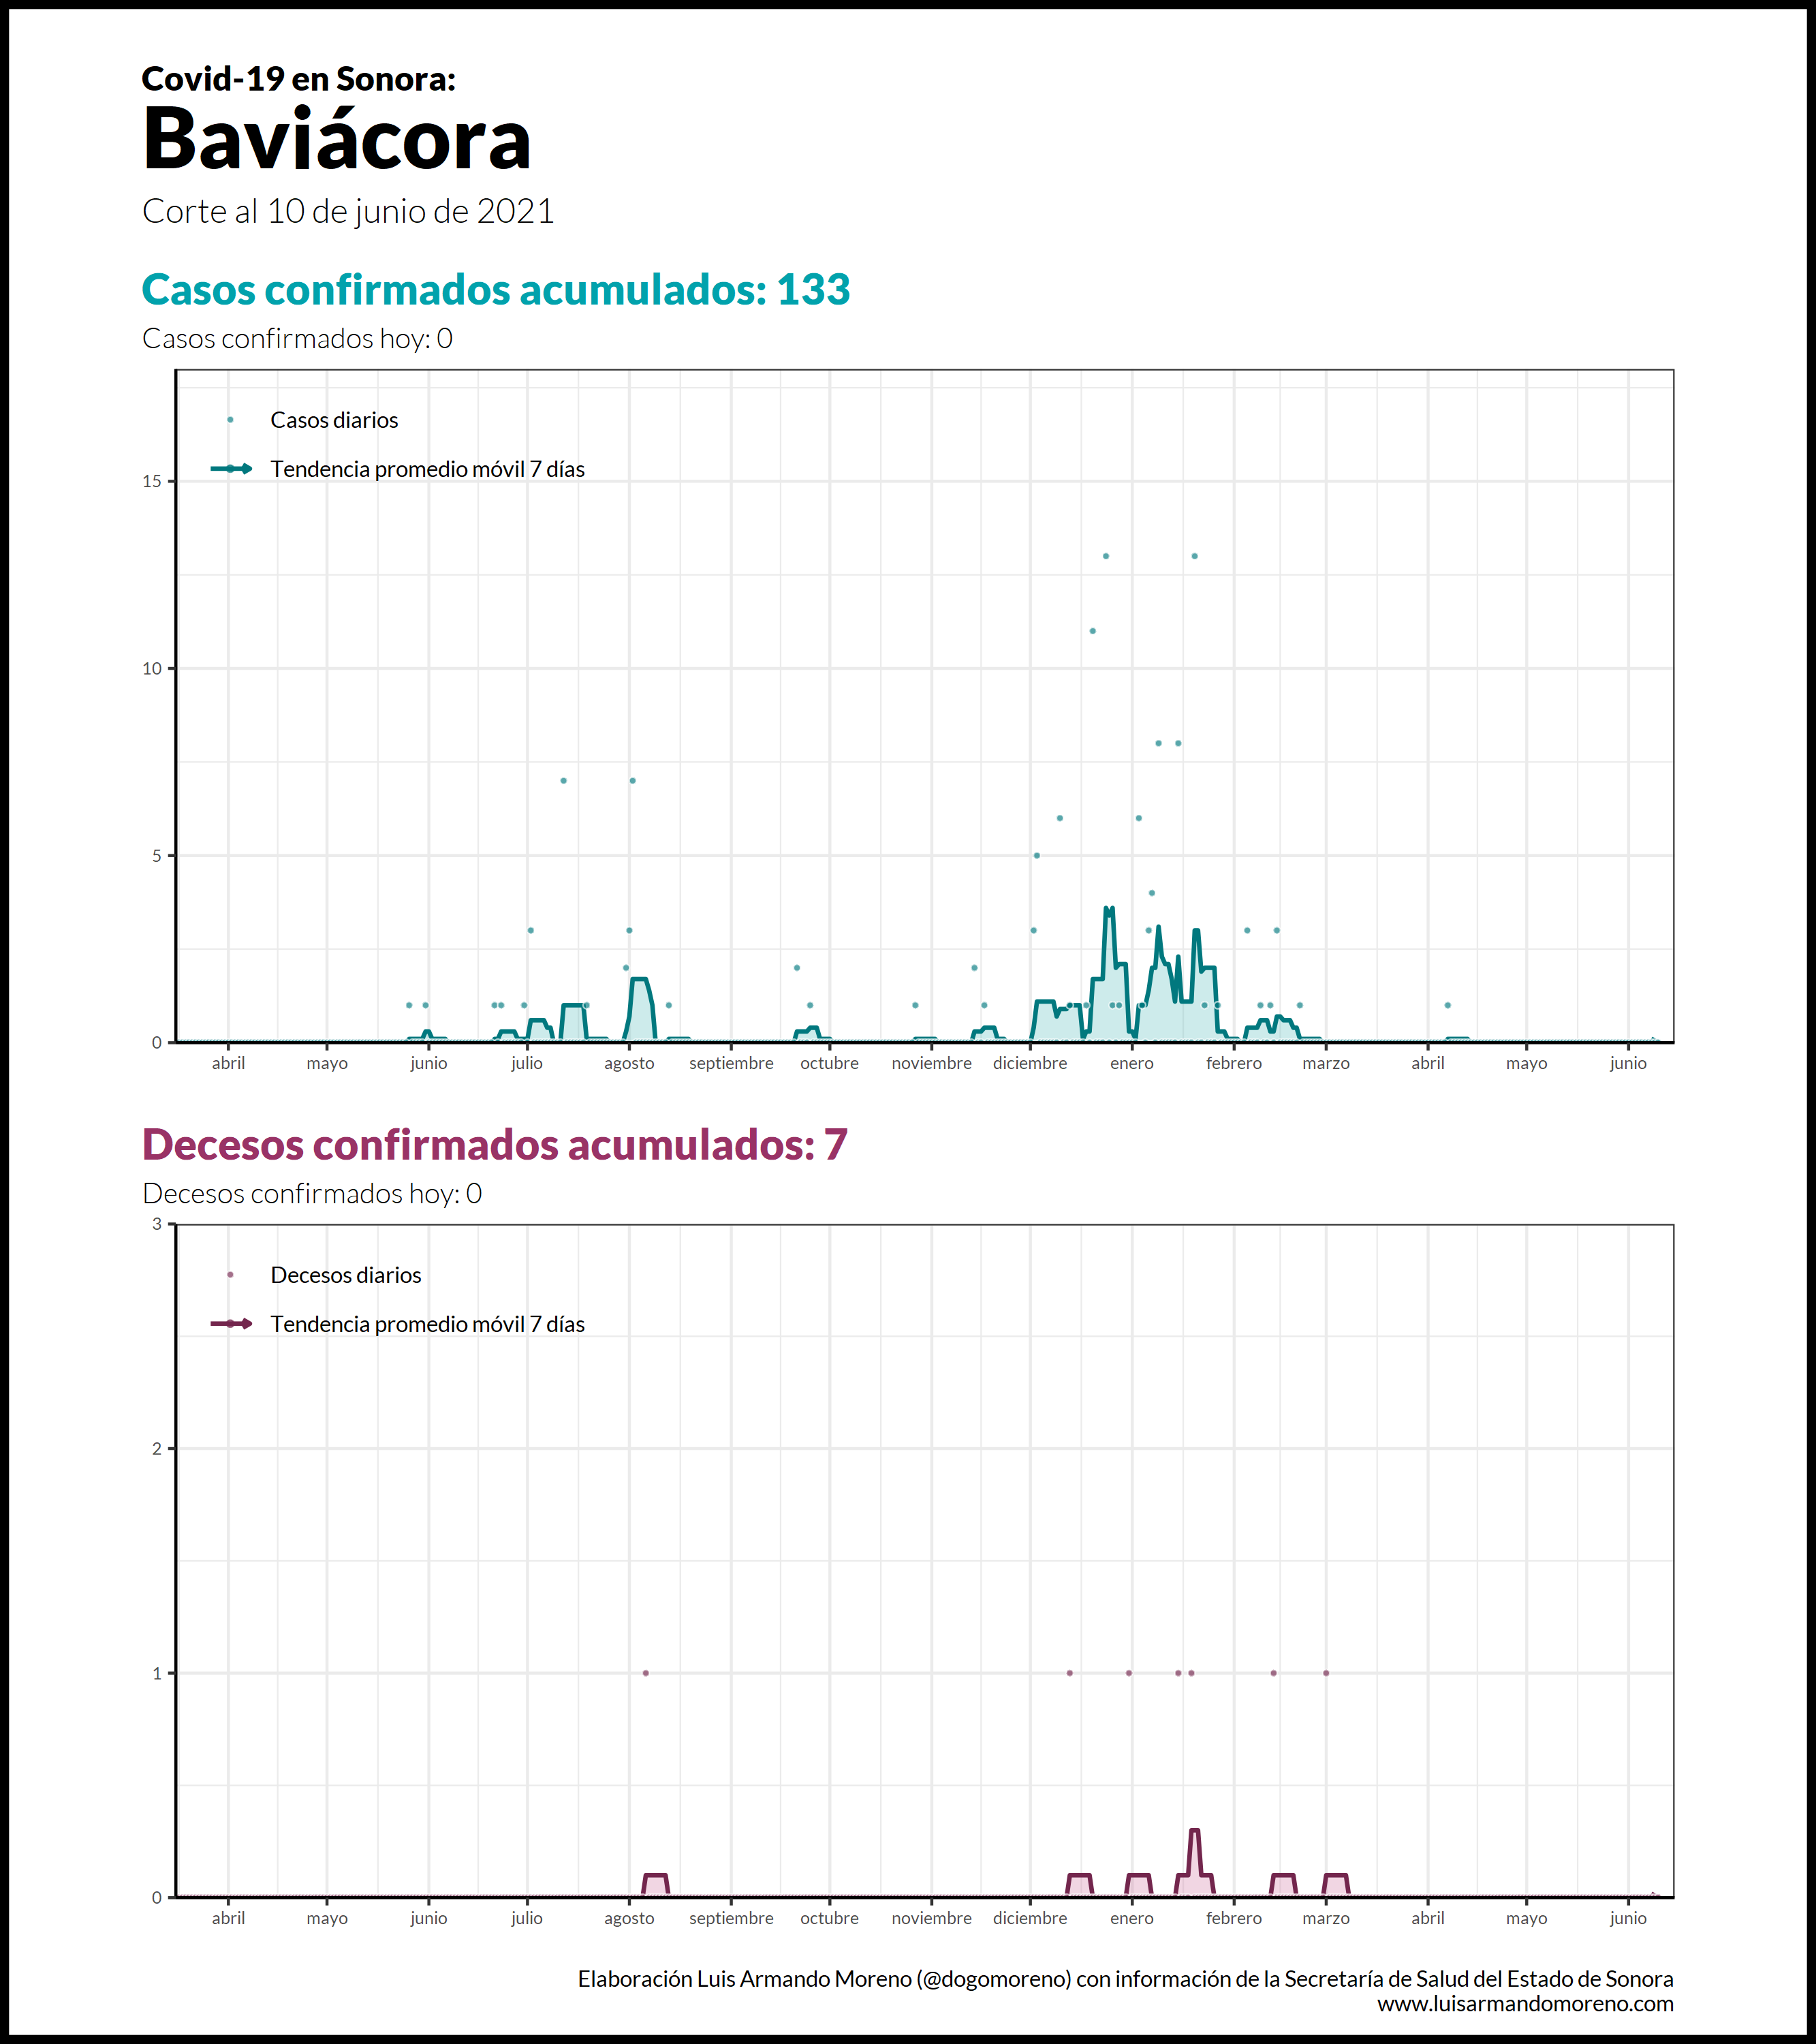 Covid-19 en Sonora:
Baviácora
Corte al 10 de junio de 2021
Casos confirmados acumulados: 133
Casos confirmados hoy: 0
Casos diarios
Tendencia promedio móvil 7 días
15
10
5
0
abril mayo junio julio agosto septiembre octubre noviembre diciembre enero febrero marzo abril mayo junio
Decesos confirmados acumulados: 7
Decesos confirmados hoy: 0
3
Decesos diarios
Tendencia promedio móvil 7 días
2
1
0
abril mayo junio julio agosto septiembre octubre noviembre diciembre enero febrero marzo abril mayo junio
Elaboración Luis Armando Moreno (@dogomoreno) con información de la Secretaría de Salud del Estado de Sonora
www.luisarmandomoreno.com